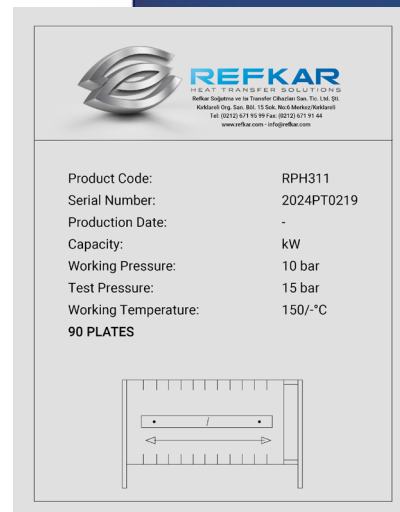 REFKAR
HEAT TRANSFER SOLUTIONS
Refkar Soğutma ve Isı Transfer Cihazları San. Tic. Ltd. Şti.
Kırklareli Org. San. Böl. 15 Sok. No:6 Merkez/Kırklareli
Tel: (0212) 671 95 99 Fax: (0212) 671 91 44
www.refkar.com - info@refkar.com
Product Code: RPH311
Serial Number: 2024PT0219
Production Date: -
Capacity: kW
Working Pressure: 10 bar
Test Pressure: 15 bar
Working Temperature: 150/-°C
90 PLATES
/